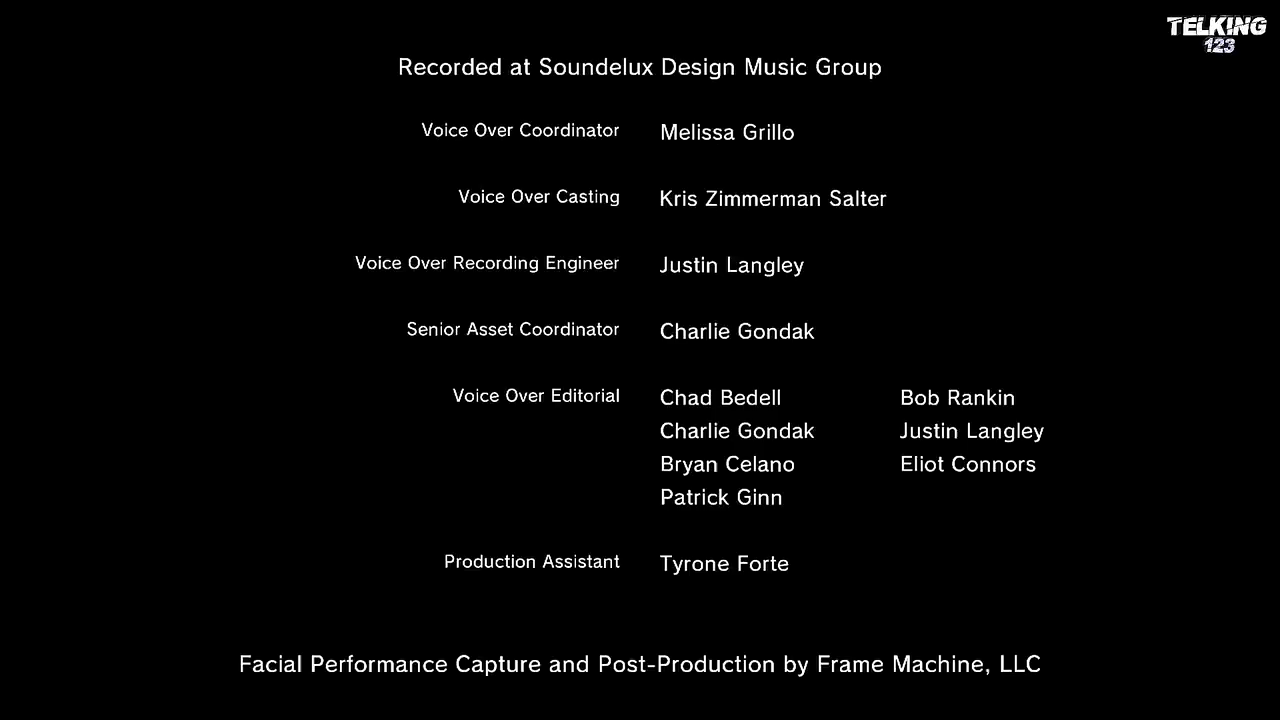 TELKING
123
Recorded at Soundelux Design Music Group
Voice Over Coordinator Melissa Grillo
Voice Over Casting Kris Zimmerman Salter
Voice Over Recording Engineer Justin Langley
Senior Asset Coordinator Charlie Gondak
Voice Over Editorial Chad Bedell Bob Rankin
Charlie Gondak Justin Langley
Bryan Celano Eliot Connors
Patrick Ginn
Production Assistant Tyrone Forte
Facial Performance Capture and Post-Production by Frame Machine, LLC